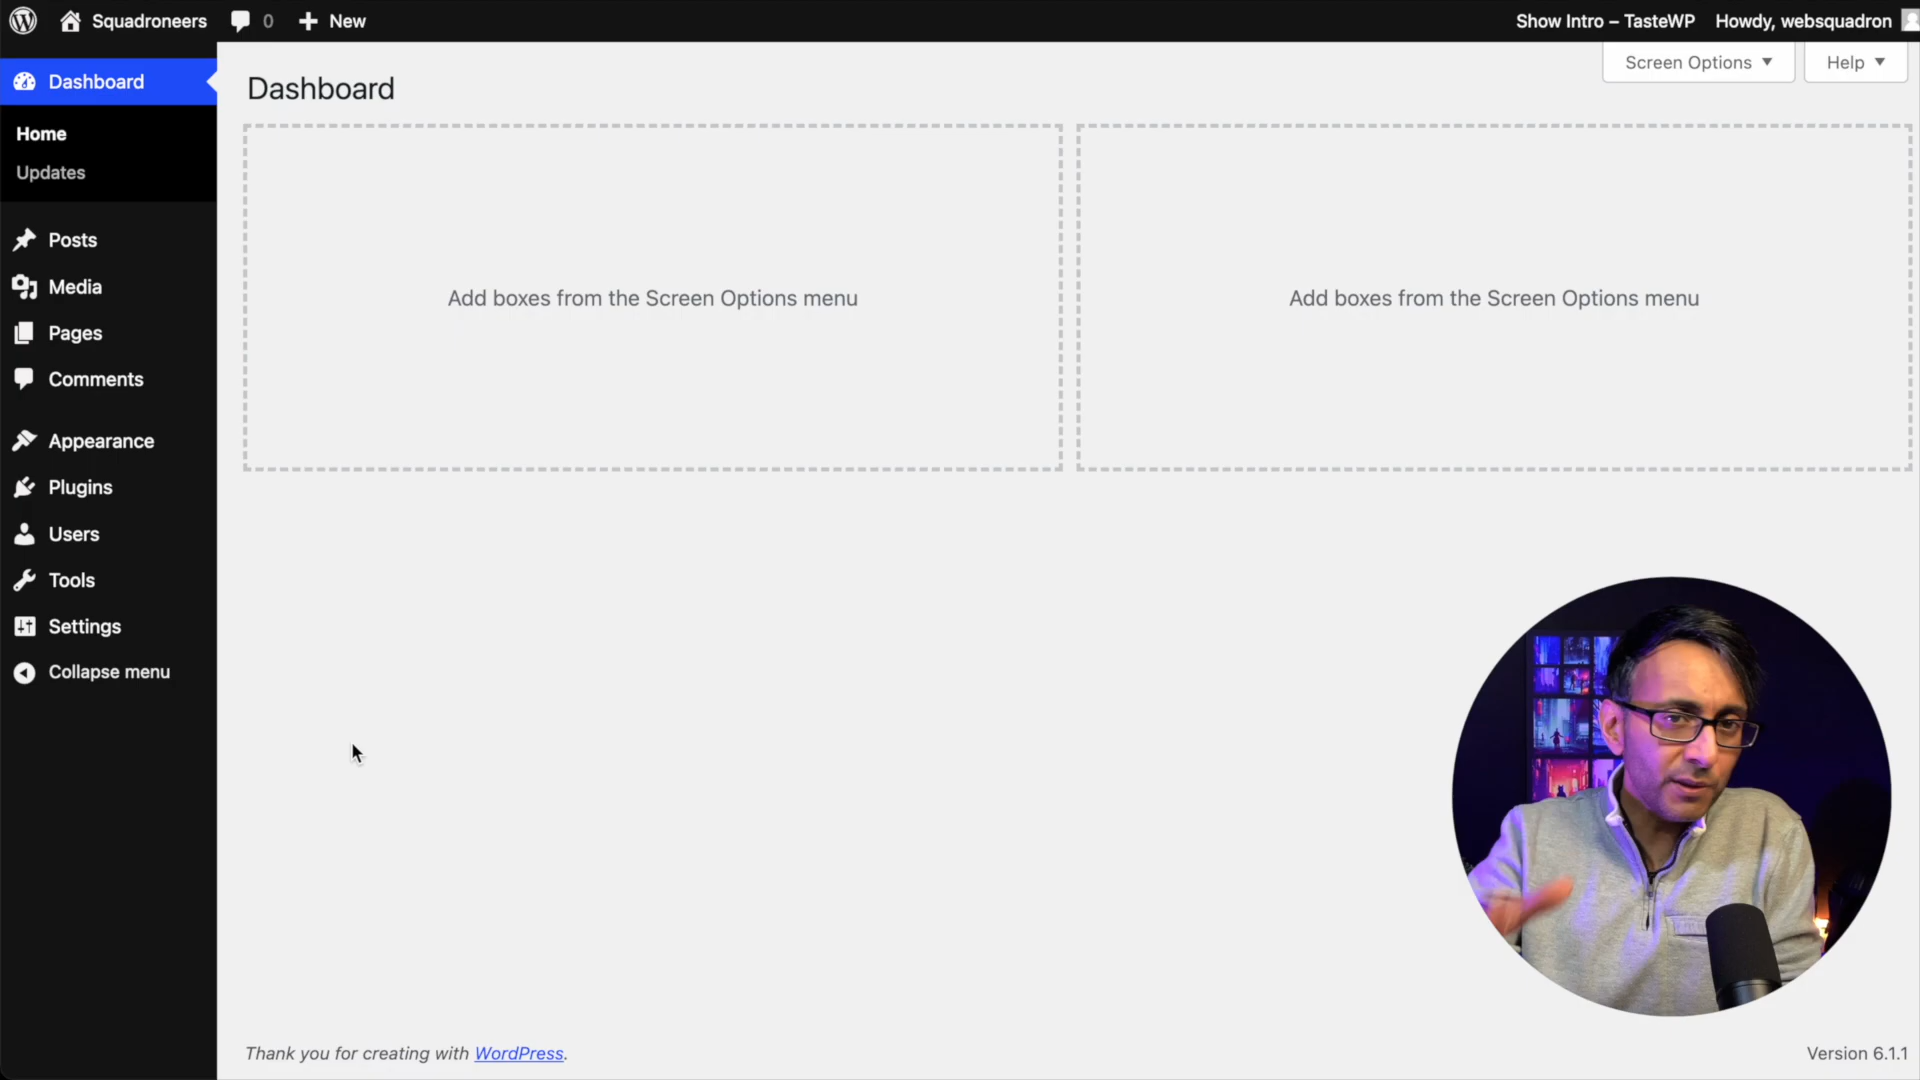 Squadroneers
0
New
Show Intro – TasteWP
Howdy, websquadron
Screen Options
Help
Dashboard
Home
Updates
Posts
Media
Pages
Comments
Appearance
Plugins
Users
Tools
Settings
Collapse menu
Dashboard
Add boxes from the Screen Options menu
Add boxes from the Screen Options menu
Thank you for creating with WordPress.
Version 6.1.1